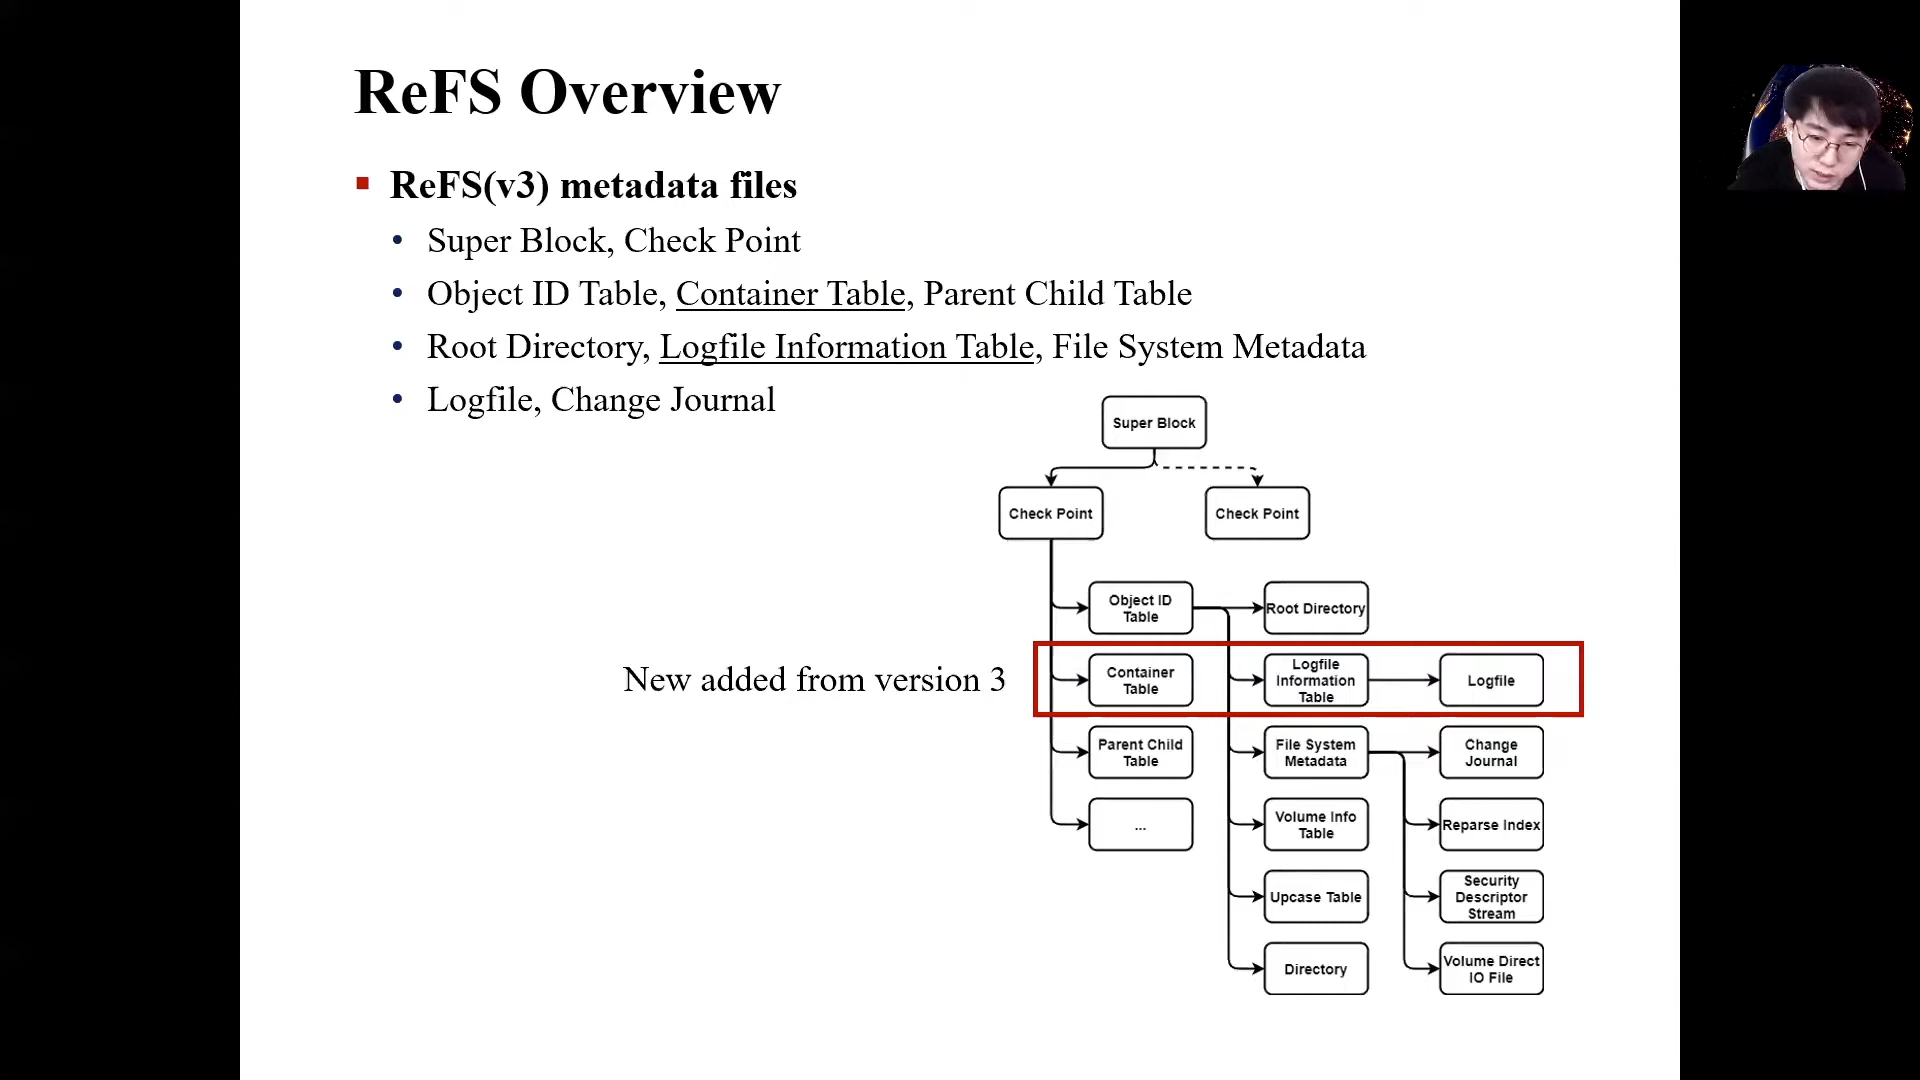 ReFS Overview
ReFS(v3) metadata files
Super Block, Check Point
Object ID Table, Container Table, Parent Child Table
Root Directory, Logfile Information Table, File System Metadata
Logfile, Change Journal
Super Block
Check Point
Check Point
Object ID
Table
Root Directory
New added from version 3
Container
Table
Logfile
Information
Table
Logfile
Parent Child
Table
File System
Metadata
Change
Journal
...
Volume Info
Table
Reparse Index
Upcase Table
Security
Descriptor
Stream
Directory
Volume Direct
IO File